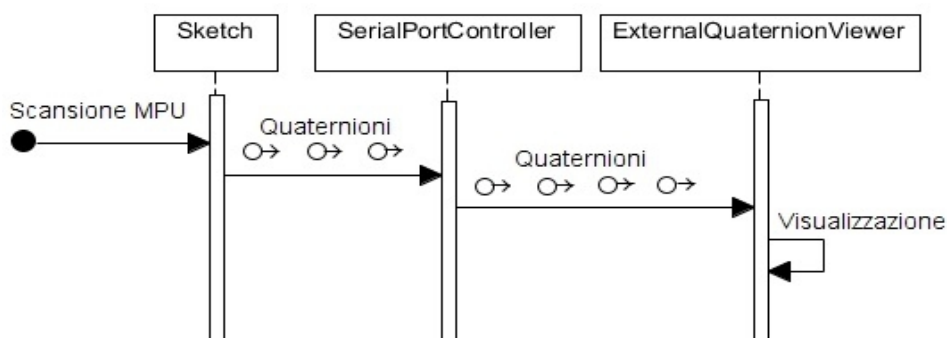 Sketch
SerialPortController
ExternalQuaternionViewer
Scansione MPU
Quaternioni
Quaternioni
Visualizzazione